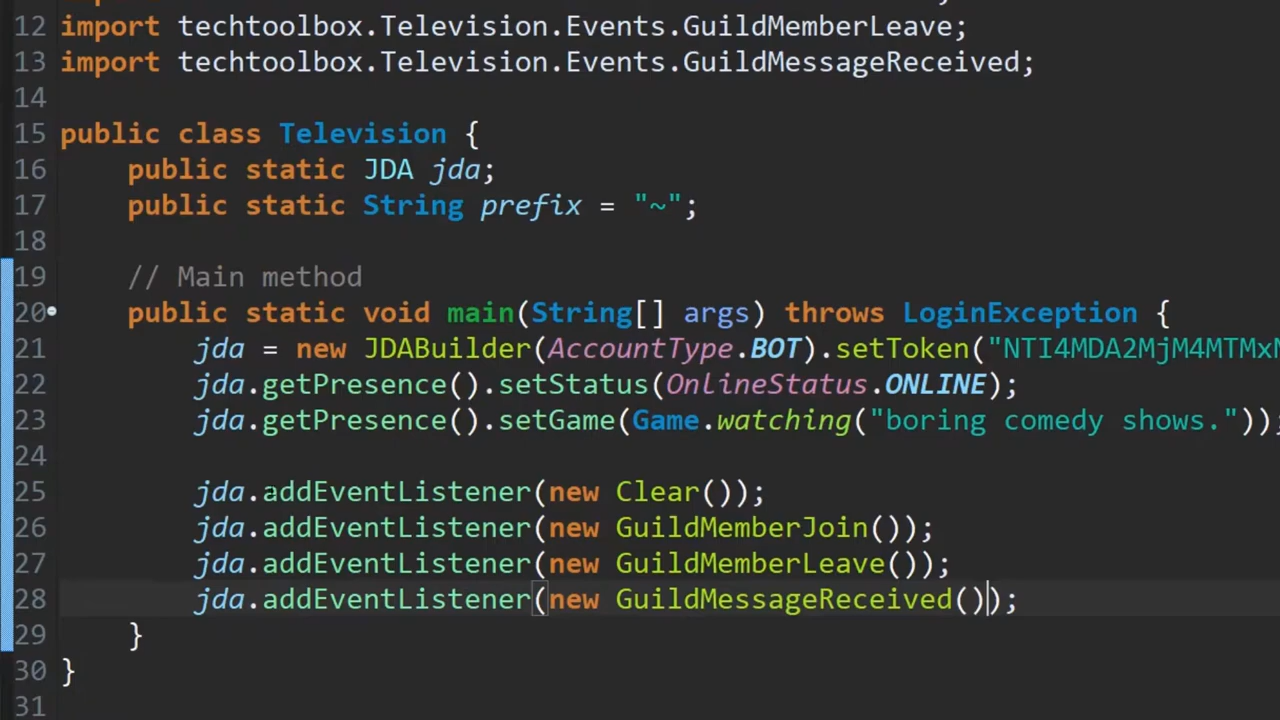 12 import techtoolbox.Television.Events.GuildMemberLeave;
13 import techtoolbox.Television.Events.GuildMessageReceived;
14
15 public class Television {
16 public static JDA jda;
17 public static String prefix = "~";
18
19 // Main method
20 public static void main(String[] args) throws LoginException {
21 jda = new JDABuilder(AccountType.BOT).setToken("
22 jda.getPresence().setStatus(OnlineStatus.ONLINE);
23 jda.getPresence().setGame(Game.watching("boring comedy shows."));
24
25 jda.addEventListener(new Clear());
26 jda.addEventListener(new GuildMemberJoin());
27 jda.addEventListener(new GuildMemberLeave());
28 jda.addEventListener(new GuildMessageReceived());
29 }
30 }
31